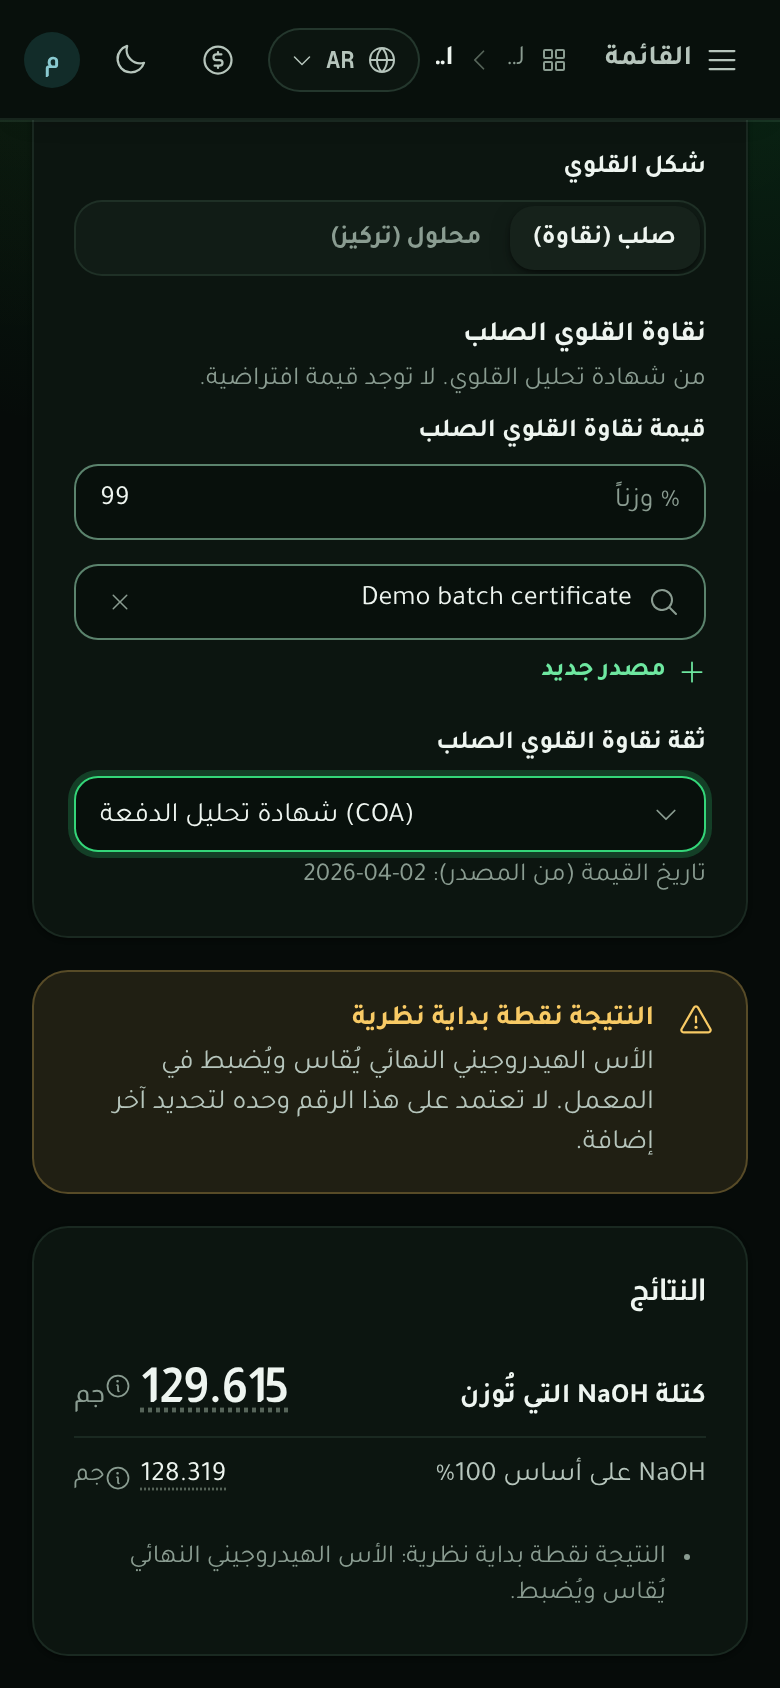 القائمة
لـ..
ا..
AR
م
شكل القلوي
صلب (نقاوة)
محلول (تركيز)
نقاوة القلوي الصلب
من شهادة تحليل القلوي. لا توجد قيمة افتراضية.
قيمة نقاوة القلوي الصلب
% وزناً
99
Demo batch certificate
مصدر جديد
ثقة نقاوة القلوي الصلب
شهادة تحليل الدفعة (COA)
تاريخ القيمة (من المصدر): 2026-04-02
النتيجة نقطة بداية نظرية
الأس الهيدروجيني النهائي يُقاس ويُضبط في
المعمل. لا تعتمد على هذا الرقم وحده لتحديد آخر
إضافة.
النتائج
كتلة NaOH التي تُوزن
129.615 جم
NaOH على أساس 100%
128.319 جم
• النتيجة نقطة بداية نظرية: الأس الهيدروجيني النهائي
يُقاس ويُضبط.